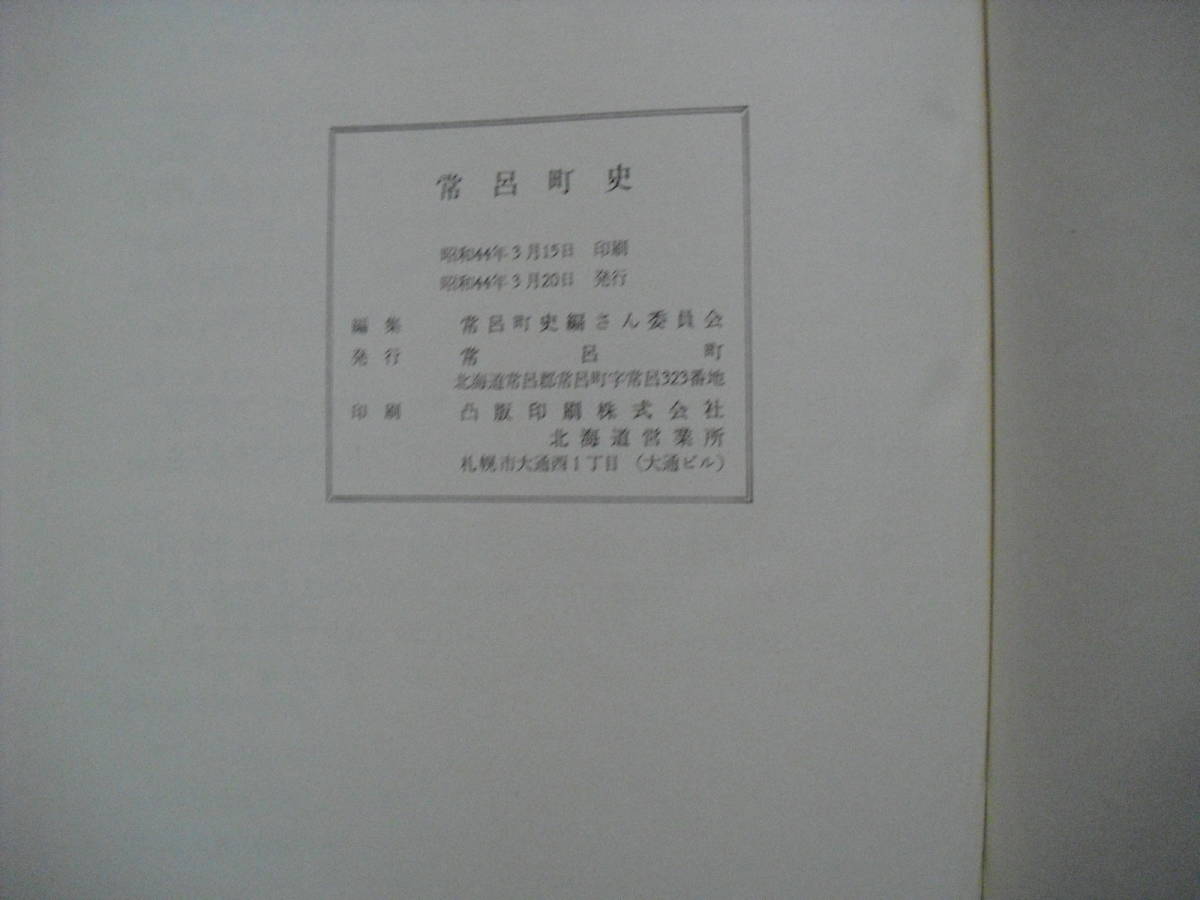 常呂町史
昭和44年3月15日 印刷
昭和44年3月20日 発行
編集 常呂町史編さん委員会
発行 常呂町
北海道常呂郡常呂町字常呂323番地
印刷 凸版印刷株式会社
北海道営業所
札幌市大通西1丁目（大通ビル）